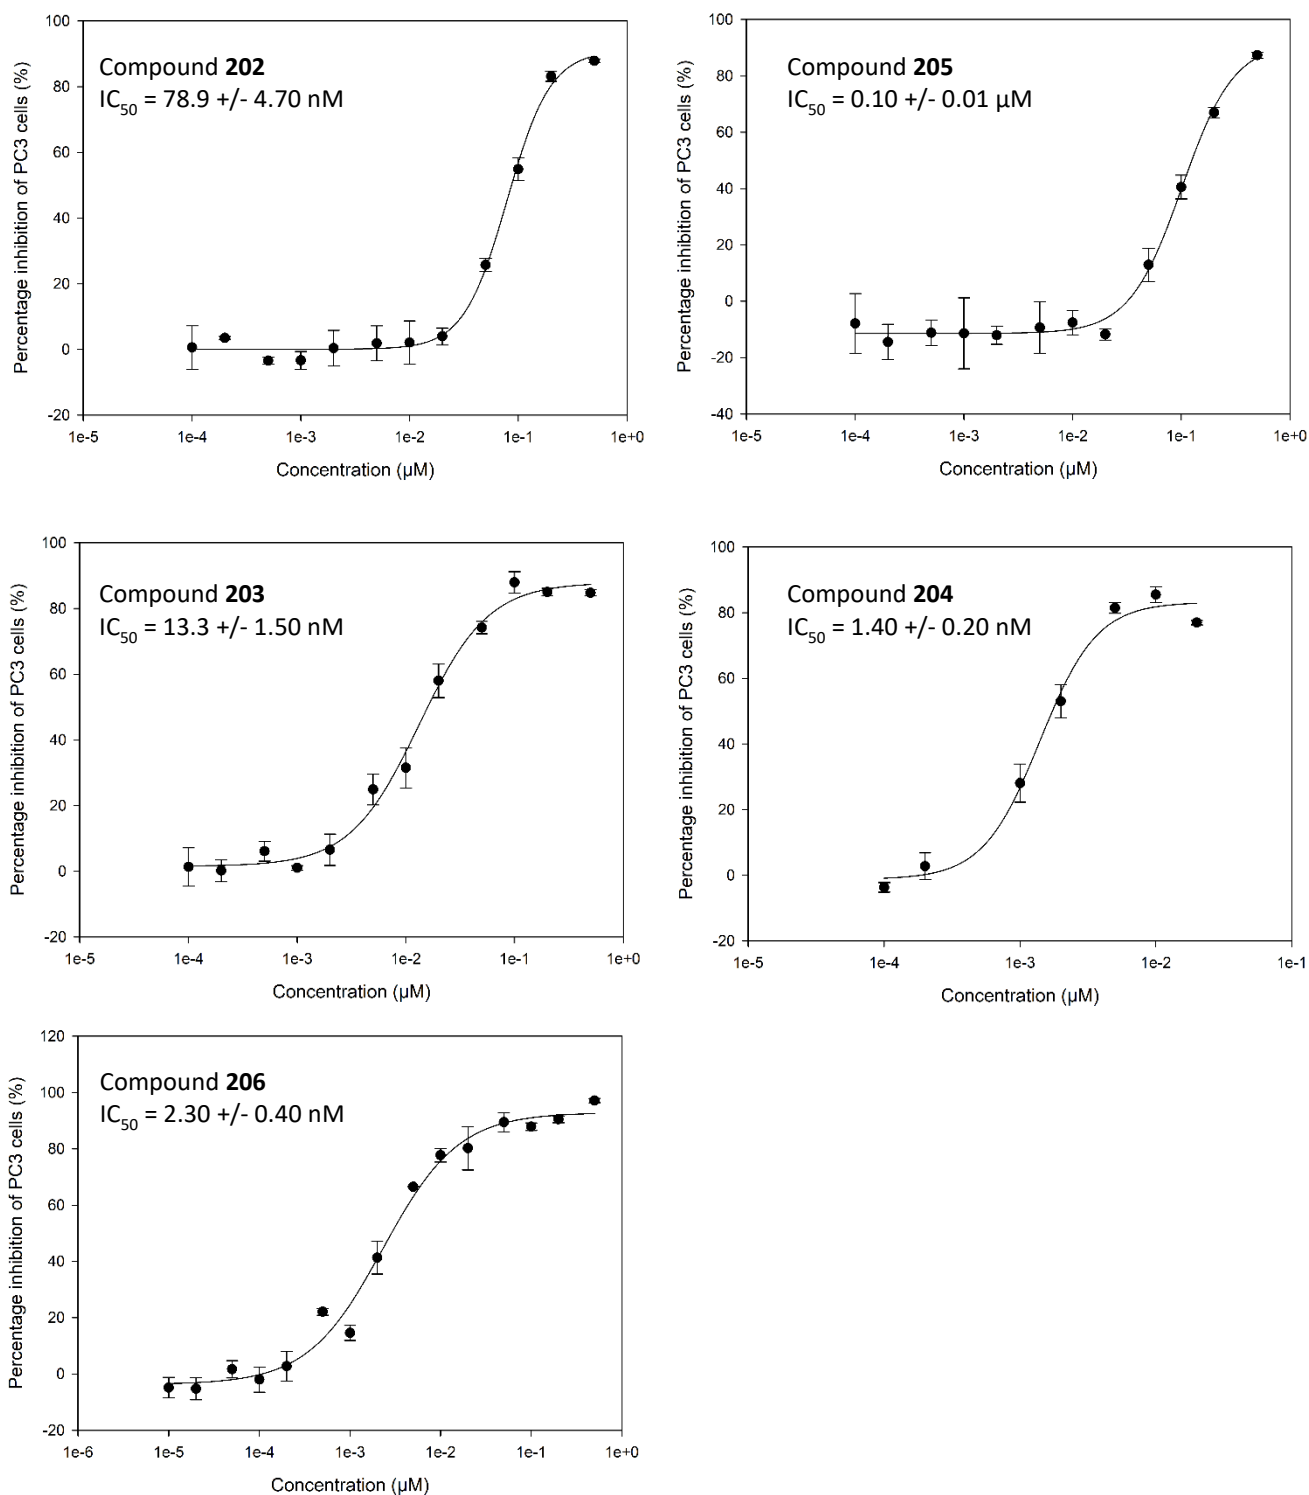 100
80
60
40
20
0
-20
Percentage inhibition of PC3 cells (%)
Compound 202
IC50 = 78.9 +/- 4.70 nM
1e-5 1e-4 1e-3 1e-2 1e-1 1e+0
Concentration (µM)
100
80
60
40
20
0
-20
-40
Percentage inhibition of PC3 cells (%)
Compound 205
IC50 = 0.10 +/- 0.01 µM
1e-5 1e-4 1e-3 1e-2 1e-1 1e+0
Concentration (µM)
100
80
60
40
20
0
-20
Percentage inhibition of PC3 cells (%)
Compound 203
IC50 = 13.3 +/- 1.50 nM
1e-5 1e-4 1e-3 1e-2 1e-1 1e+0
Concentration (µM)
100
80
60
40
20
0
-20
Percentage inhibition of PC3 cells (%)
Compound 204
IC50 = 1.40 +/- 0.20 nM
1e-5 1e-4 1e-3 1e-2 1e-1
Concentration (µM)
120
100
80
60
40
20
0
-20
Percentage inhibition of PC3 cells (%)
Compound 206
IC50 = 2.30 +/- 0.40 nM
1e-6 1e-5 1e-4 1e-3 1e-2 1e-1 1e+0
Concentration (µM)